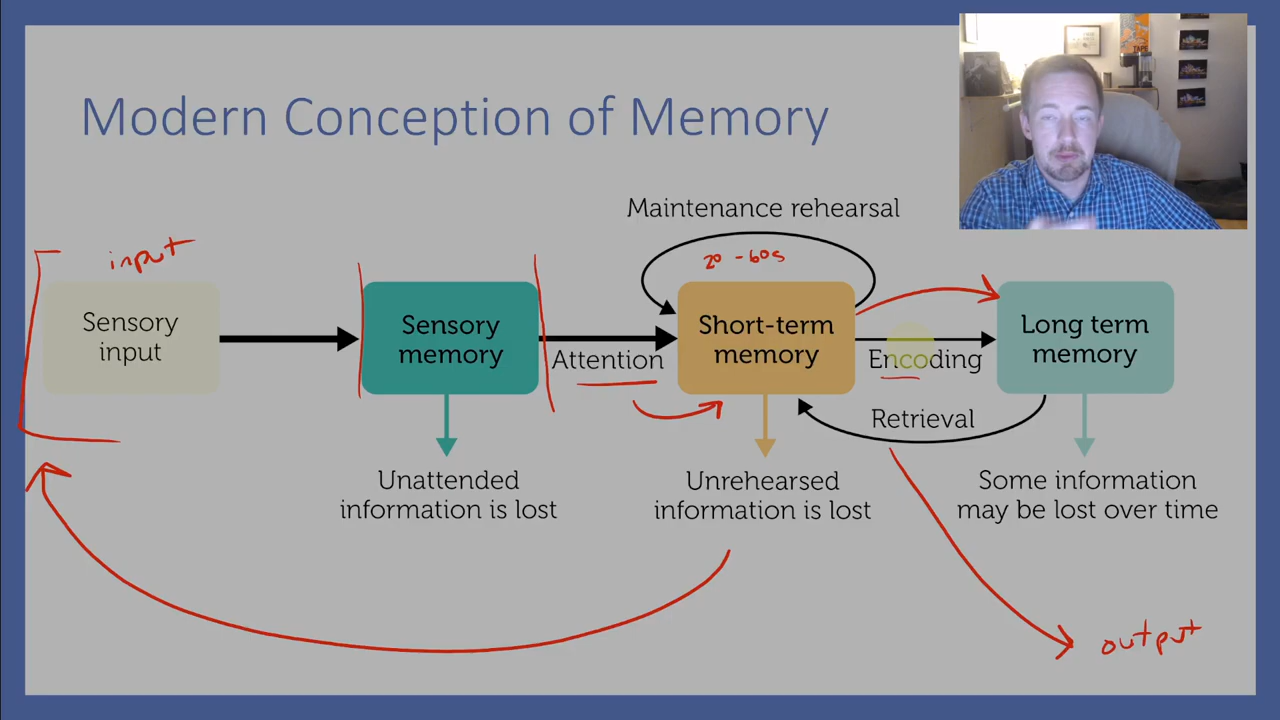 Modern Conception of Memory
TAPE
Maintenance rehearsal
input
20 - 60s
Sensory
input
Sensory
memory
Attention
Short-term
memory
Encoding
Long term
memory
Retrieval
Unattended
information is lost
Unrehearsed
information is lost
Some information
may be lost over time
output